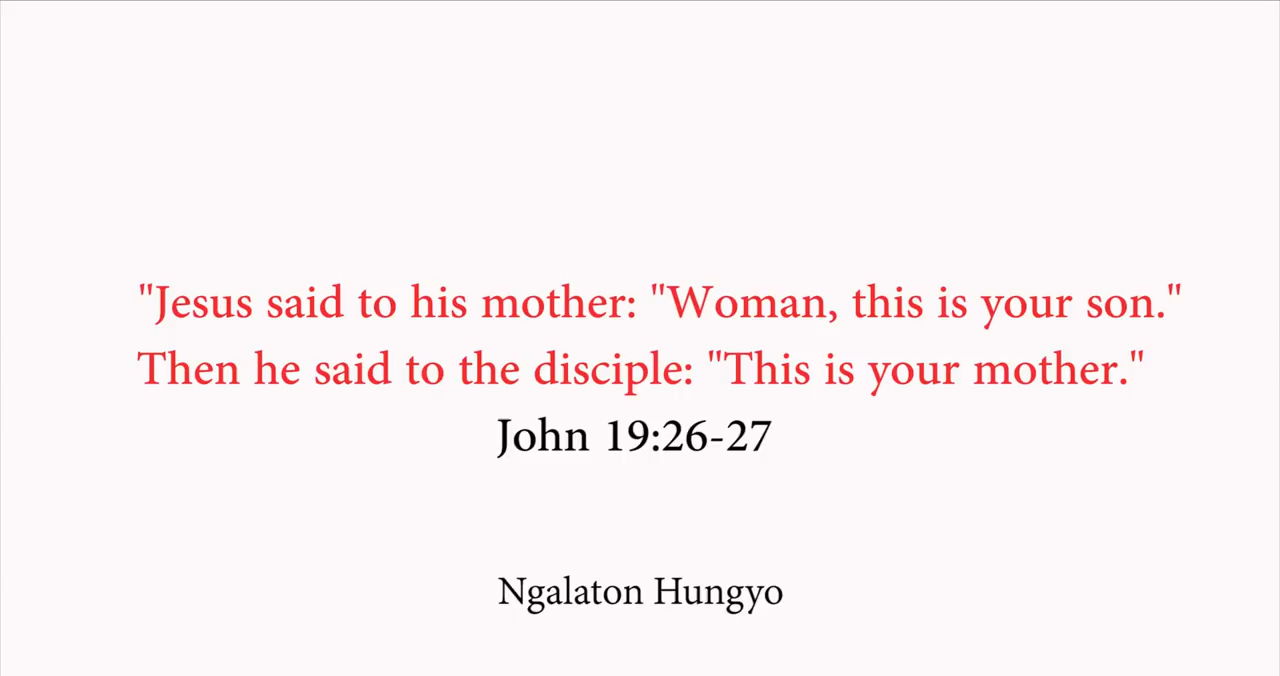 "Jesus said to his mother: "Woman, this is your son."
Then he said to the disciple: "This is your mother."
John 19:26-27
Ngalaton Hungyo